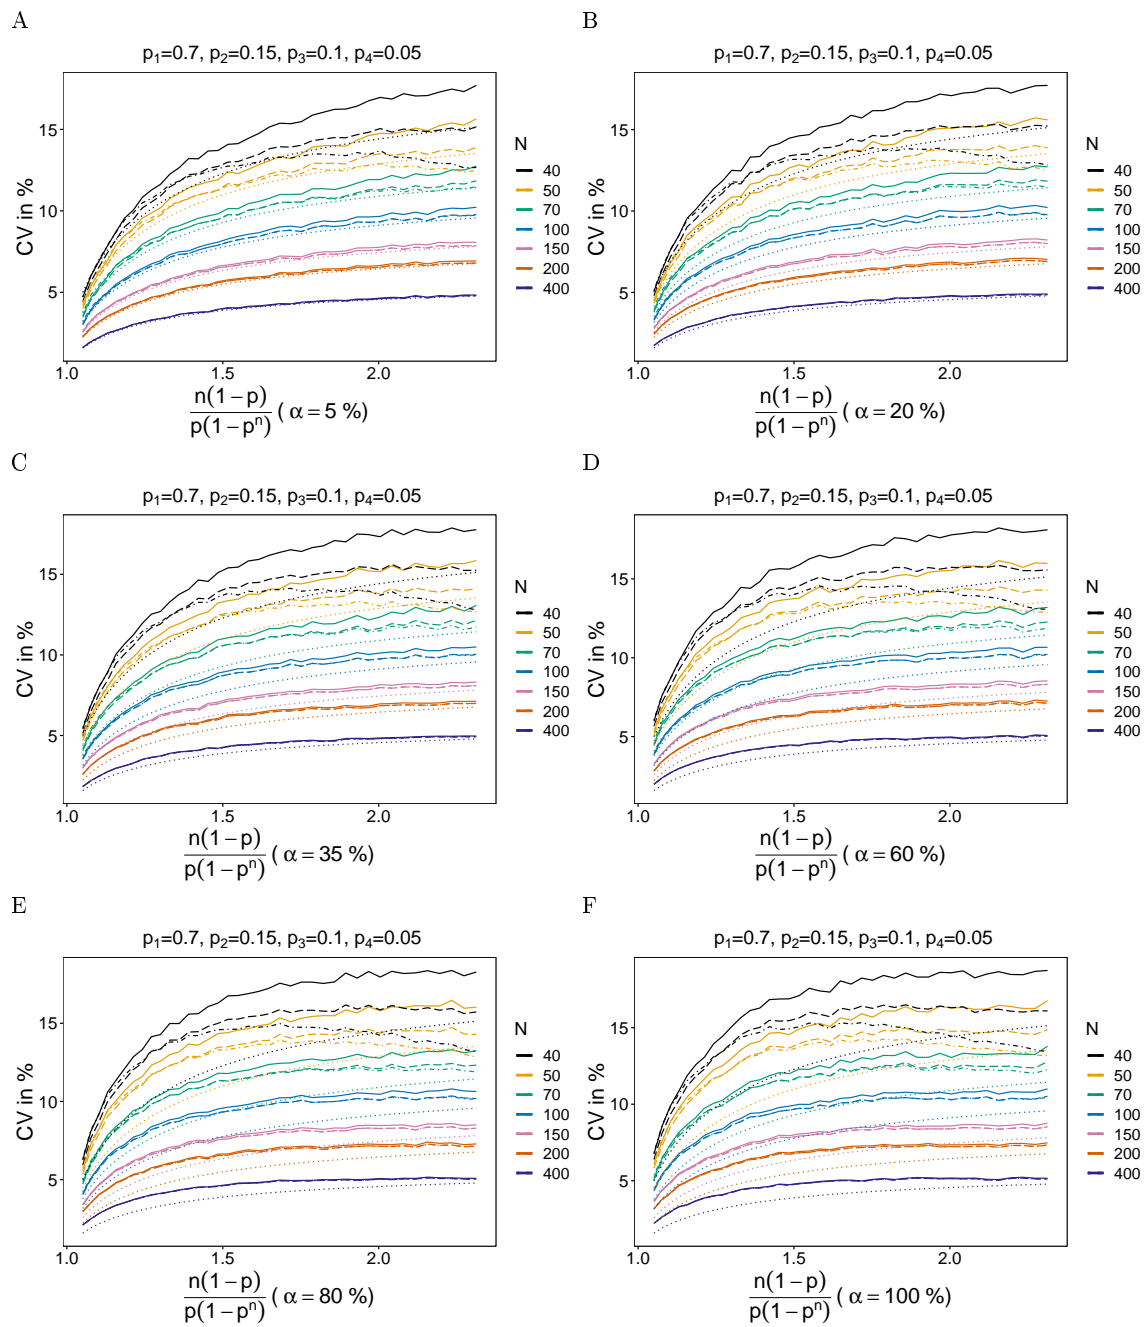 A
p₁=0.7, p₂=0.15, p₃=0.1, p₄=0.05
CV in %
15
10
5
1.0 1.5 2.0
n(1−p)
p(1−pⁿ) ( α = 5 %)
N
40
50
70
100
150
200
400
B
p₁=0.7, p₂=0.15, p₃=0.1, p₄=0.05
CV in %
15
10
5
1.0 1.5 2.0
n(1−p)
p(1−pⁿ) ( α = 20 %)
N
40
50
70
100
150
200
400
C
p₁=0.7, p₂=0.15, p₃=0.1, p₄=0.05
CV in %
15
10
5
1.0 1.5 2.0
n(1−p)
p(1−pⁿ) ( α = 35 %)
N
40
50
70
100
150
200
400
D
p₁=0.7, p₂=0.15, p₃=0.1, p₄=0.05
CV in %
15
10
5
1.0 1.5 2.0
n(1−p)
p(1−pⁿ) ( α = 60 %)
N
40
50
70
100
150
200
400
E
p₁=0.7, p₂=0.15, p₃=0.1, p₄=0.05
CV in %
15
10
5
1.0 1.5 2.0
n(1−p)
p(1−pⁿ) ( α = 80 %)
N
40
50
70
100
150
200
400
F
p₁=0.7, p₂=0.15, p₃=0.1, p₄=0.05
CV in %
15
10
5
1.0 1.5 2.0
n(1−p)
p(1−pⁿ) ( α = 100 %)
N
40
50
70
100
150
200
400